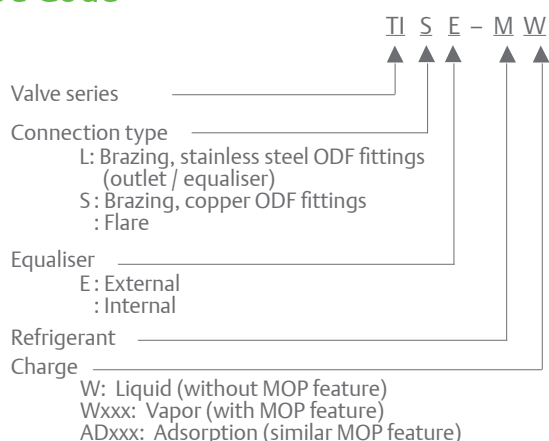 TI S E – M W
Valve series
Connection type
L: Brazing, stainless steel ODF fittings
(outlet / equaliser)
S: Brazing, copper ODF fittings
: Flare
Equaliser
E: External
: Internal
Refrigerant
Charge
W: Liquid (without MOP feature)
Wxxx: Vapor (with MOP feature)
ADxxx: Adsorption (similar MOP feature)